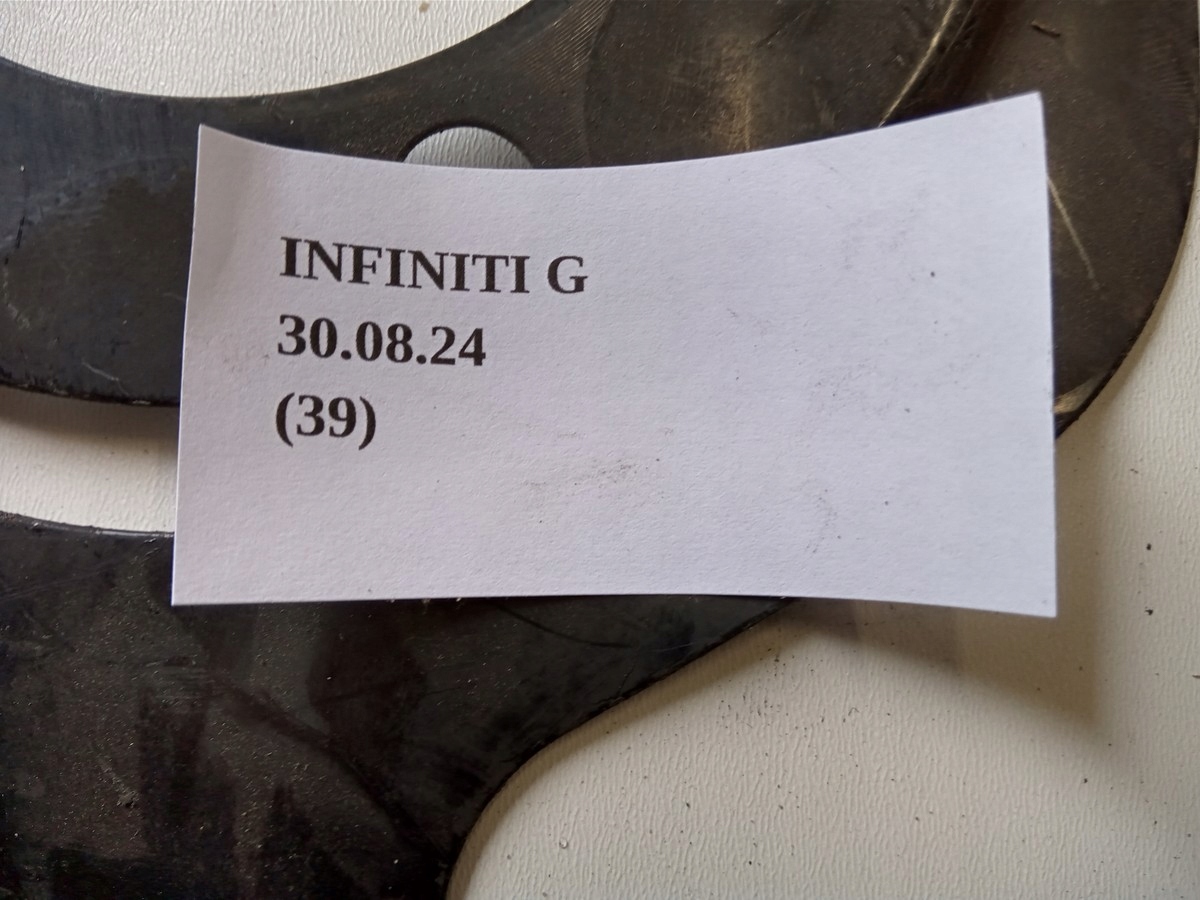 INFINITI G
30.08.24
(39)